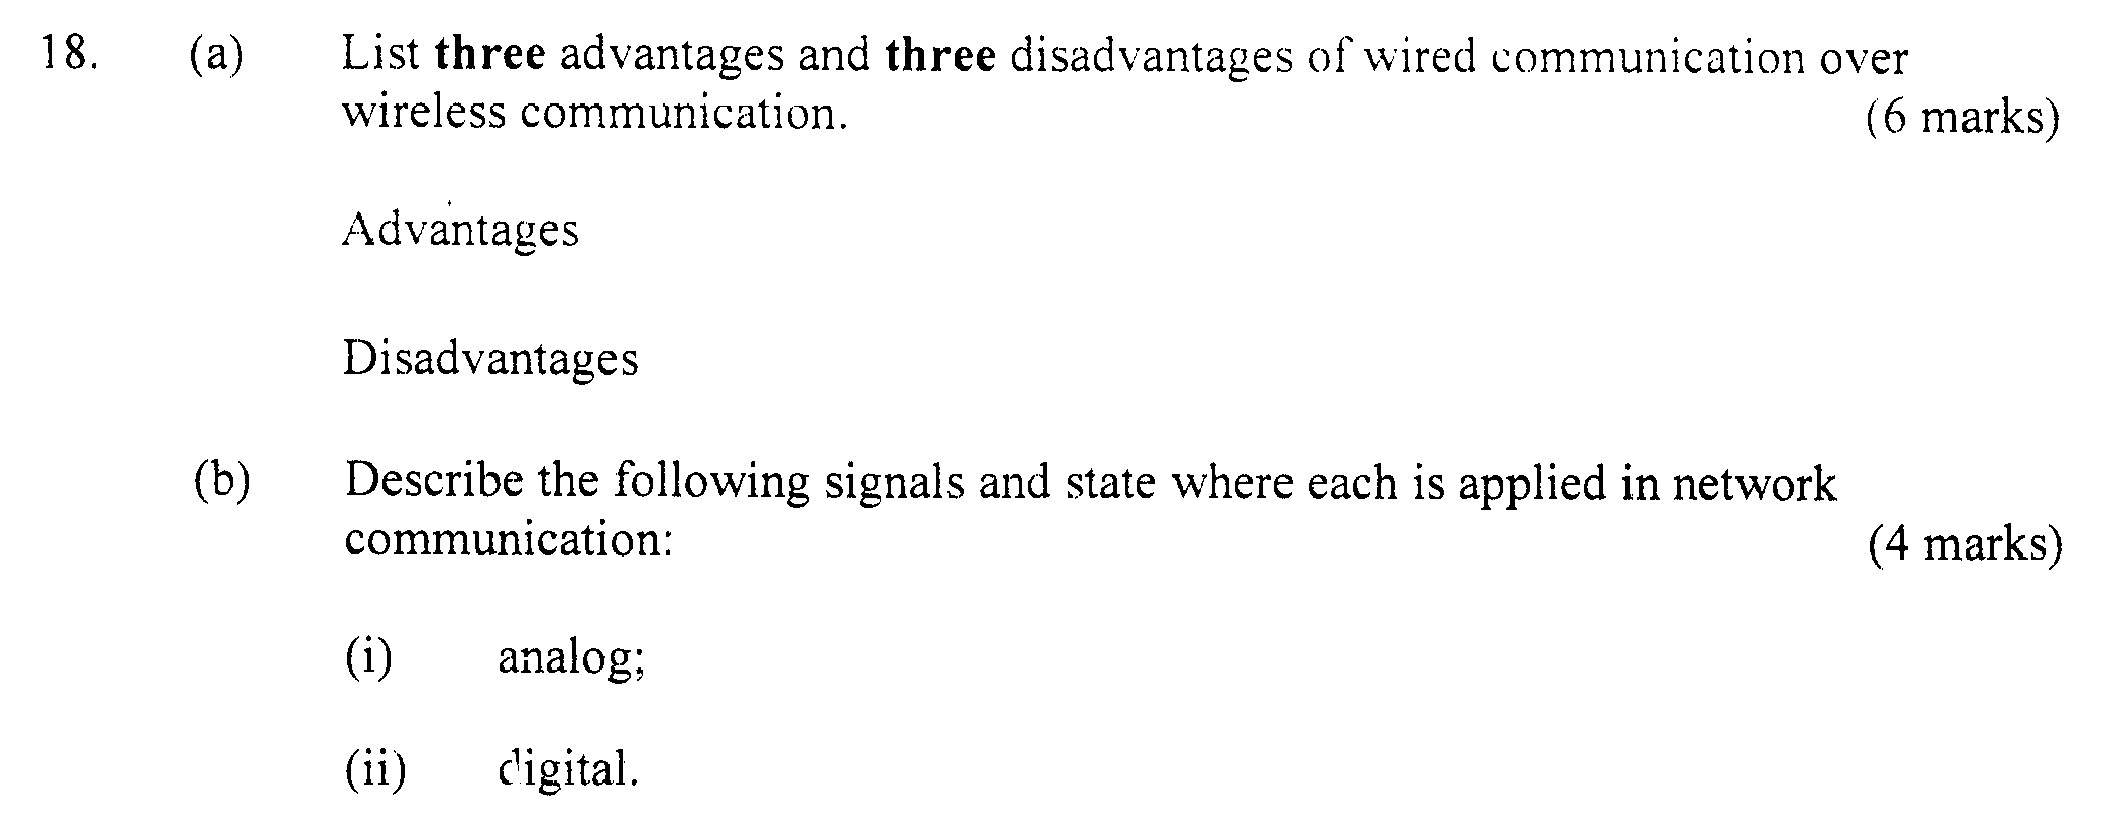 18. (a) List three advantages and three disadvantages of wired communication over
wireless communication. (6 marks)
Advantages
Disadvantages
(b) Describe the following signals and state where each is applied in network
communication: (4 marks)
(i) analog;
(ii) digital.